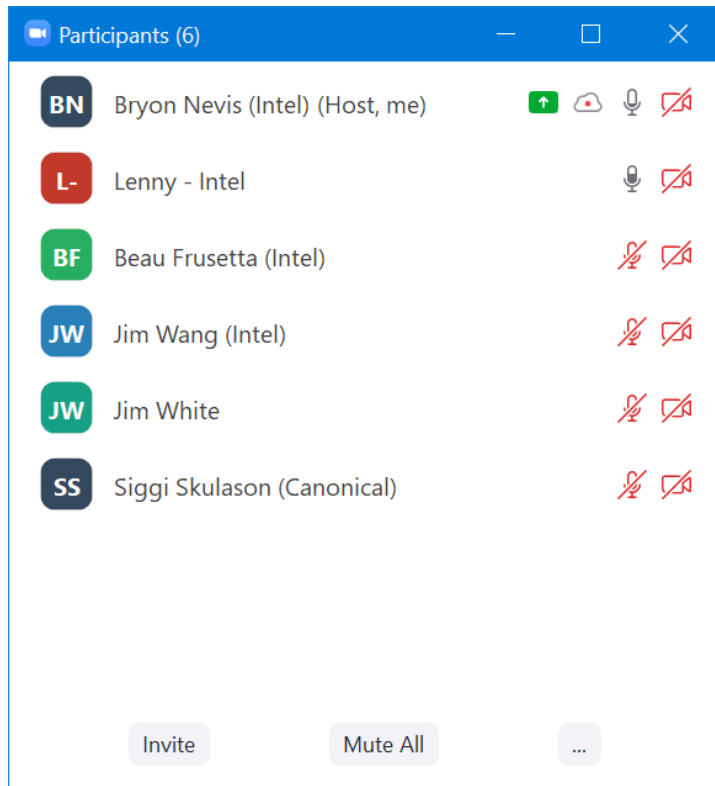 Participants (6)
BN Bryon Nevis (Intel) (Host, me)
L- Lenny - Intel
BF Beau Frusetta (Intel)
JW Jim Wang (Intel)
JW Jim White
SS Siggi Skulason (Canonical)
Invite Mute All ...